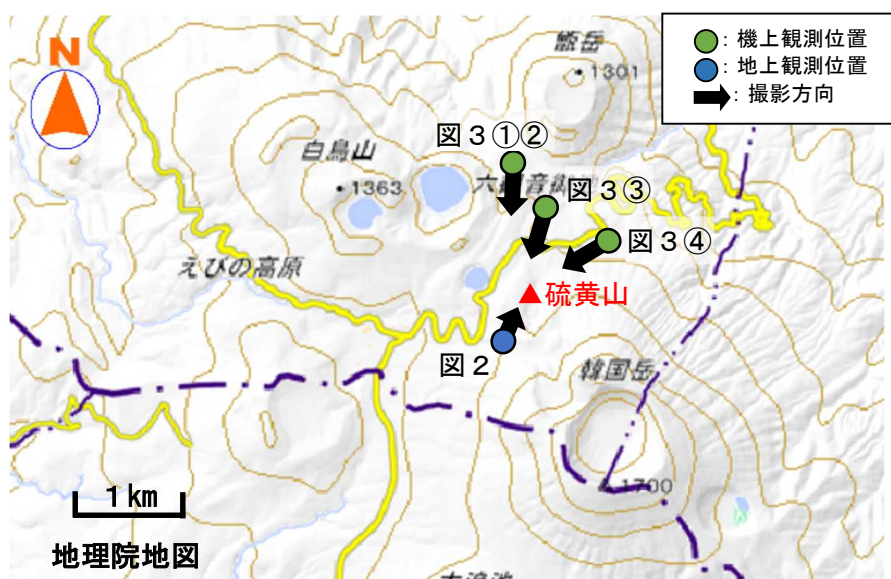 N
甑岳
1301
●: 機上観測位置
●: 地上観測位置
➡: 撮影方向
図3①②
白鳥山
1363
図3③
図3④
えびの高原
▲硫黄山
図2
韓国岳
1700
1km
地理院地図